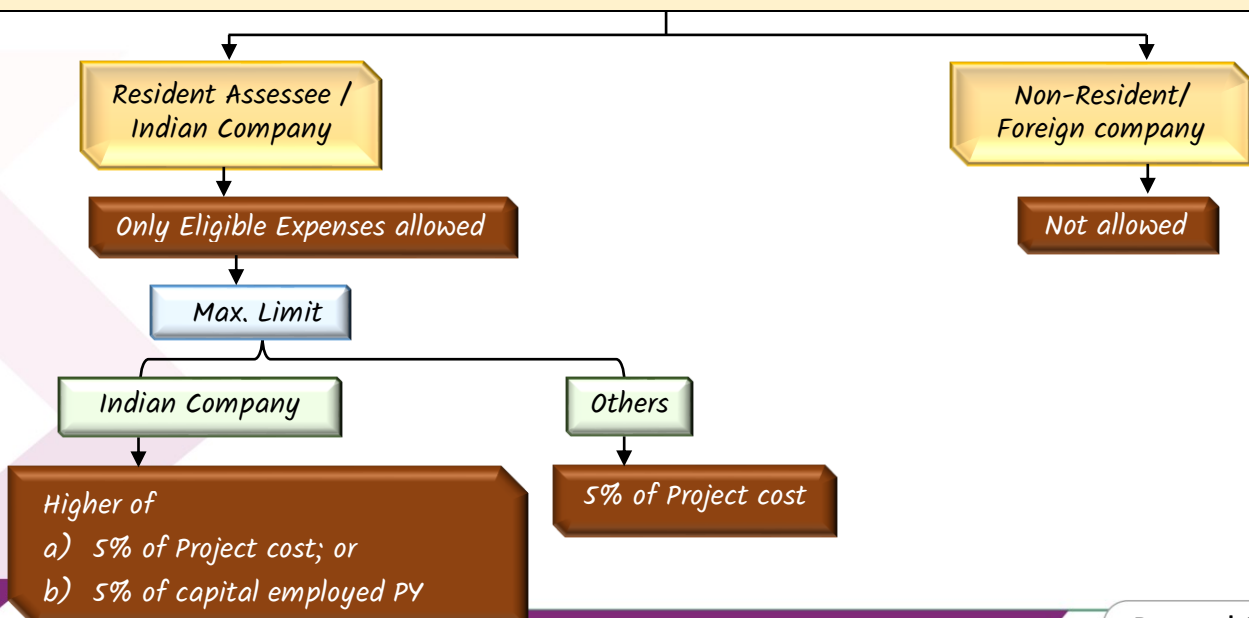 Resident Assessee /
Indian Company
Non-Resident/
Foreign company
Only Eligible Expenses allowed
Not allowed
Max. Limit
Indian Company
Others
Higher of
a) 5% of Project cost; or
b) 5% of capital employed PY
5% of Project cost